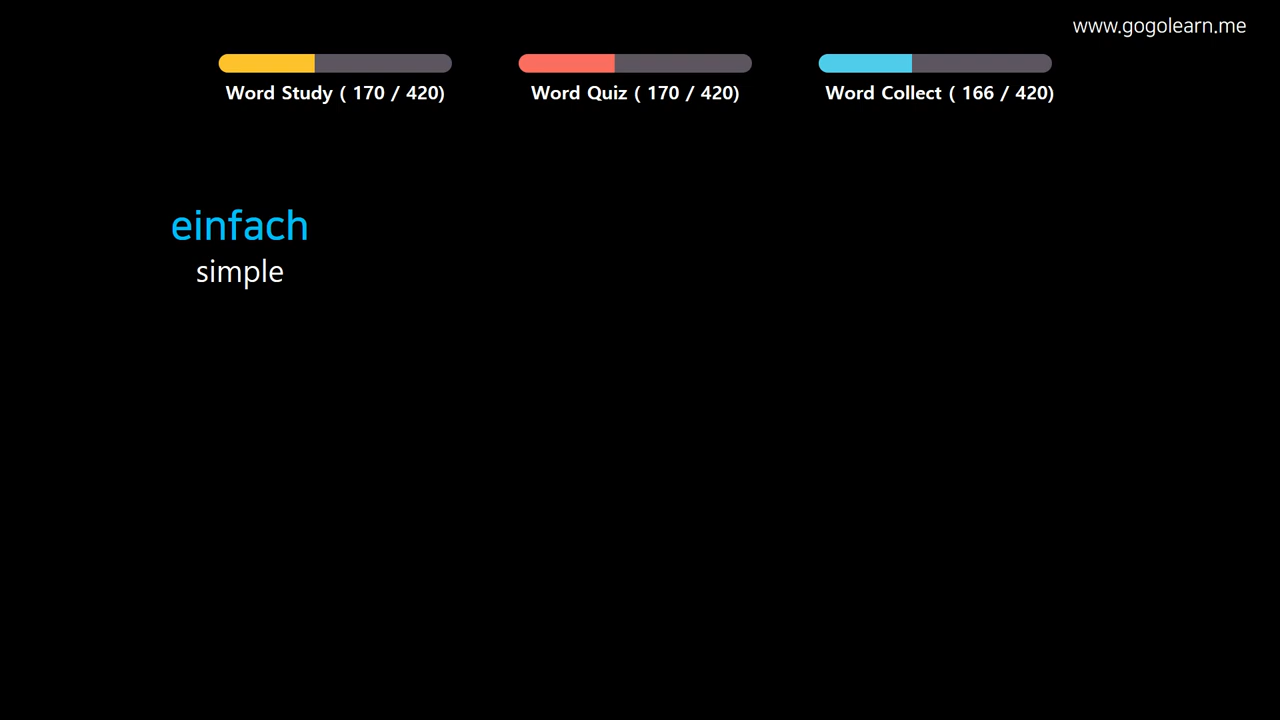 www.gogolearn.me
Word Study ( 170 / 420)
Word Quiz ( 170 / 420)
Word Collect ( 166 / 420)
einfach
simple